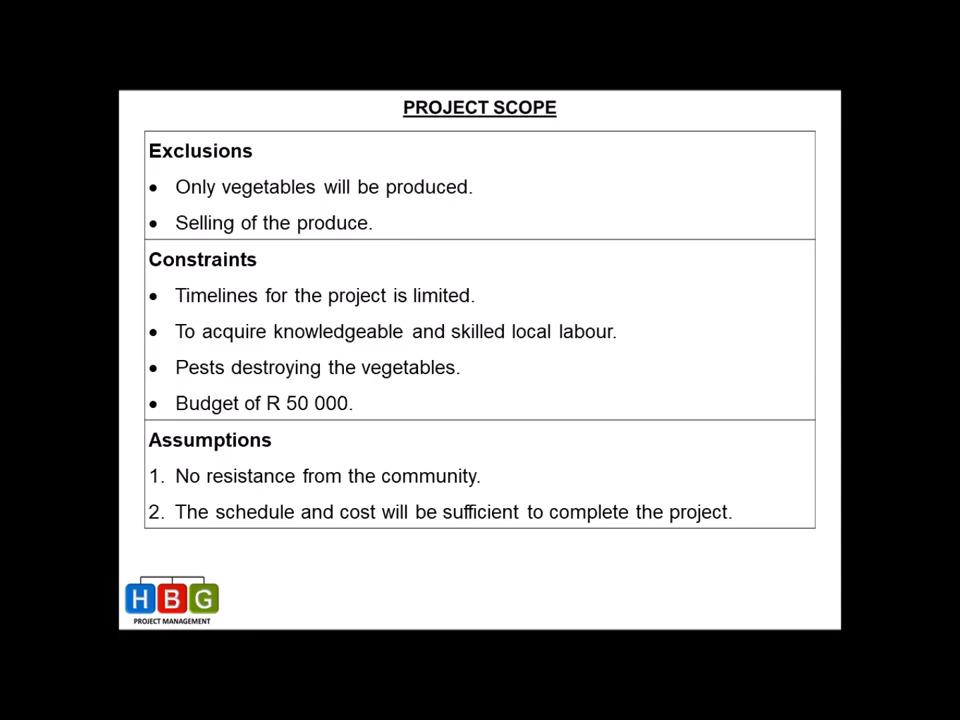 PROJECT SCOPE
Exclusions
• Only vegetables will be produced.
• Selling of the produce.
Constraints
• Timelines for the project is limited.
• To acquire knowledgeable and skilled local labour.
• Pests destroying the vegetables.
• Budget of R 50 000.
Assumptions
1. No resistance from the community.
2. The schedule and cost will be sufficient to complete the project.
H B G
PROJECT MANAGEMENT